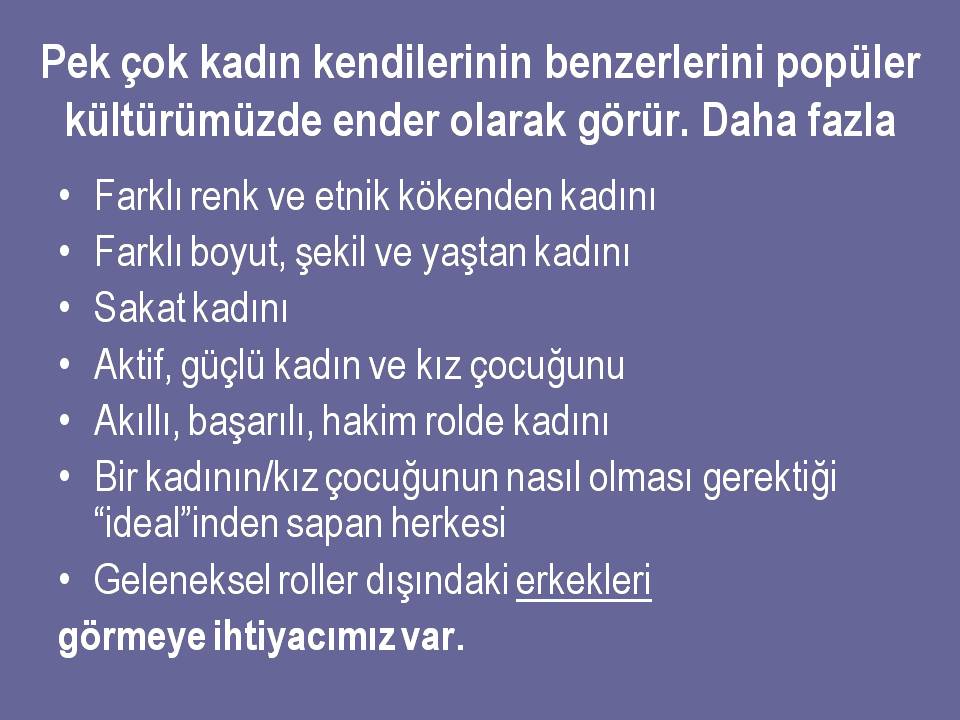 Pek çok kadın kendilerinin benzerlerini popüler
kültürümüzde ender olarak görür. Daha fazla
• Farklı renk ve etnik kökenden kadını
• Farklı boyut, şekil ve yaştan kadını
• Sakat kadını
• Aktif, güçlü kadın ve kız çocuğunu
• Akıllı, başarılı, hakim rolde kadını
• Bir kadının/kız çocuğunun nasıl olması gerektiği
“ideal”inden sapan herkesi
• Geleneksel roller dışındaki erkekleri
görmeye ihtiyacımız var.